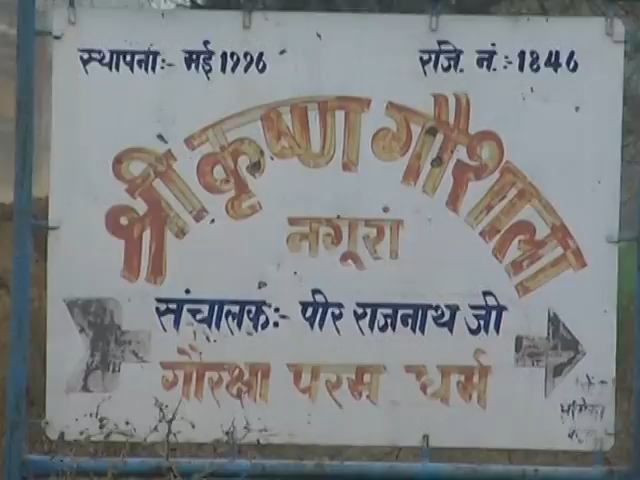 स्थापना:- मई 1996 रजि. नं.:-1846
श्री कृष्ण गौशाला
नगूरां
संचालक:- पीर राजनाथ जी
गौरक्षा परम धर्म